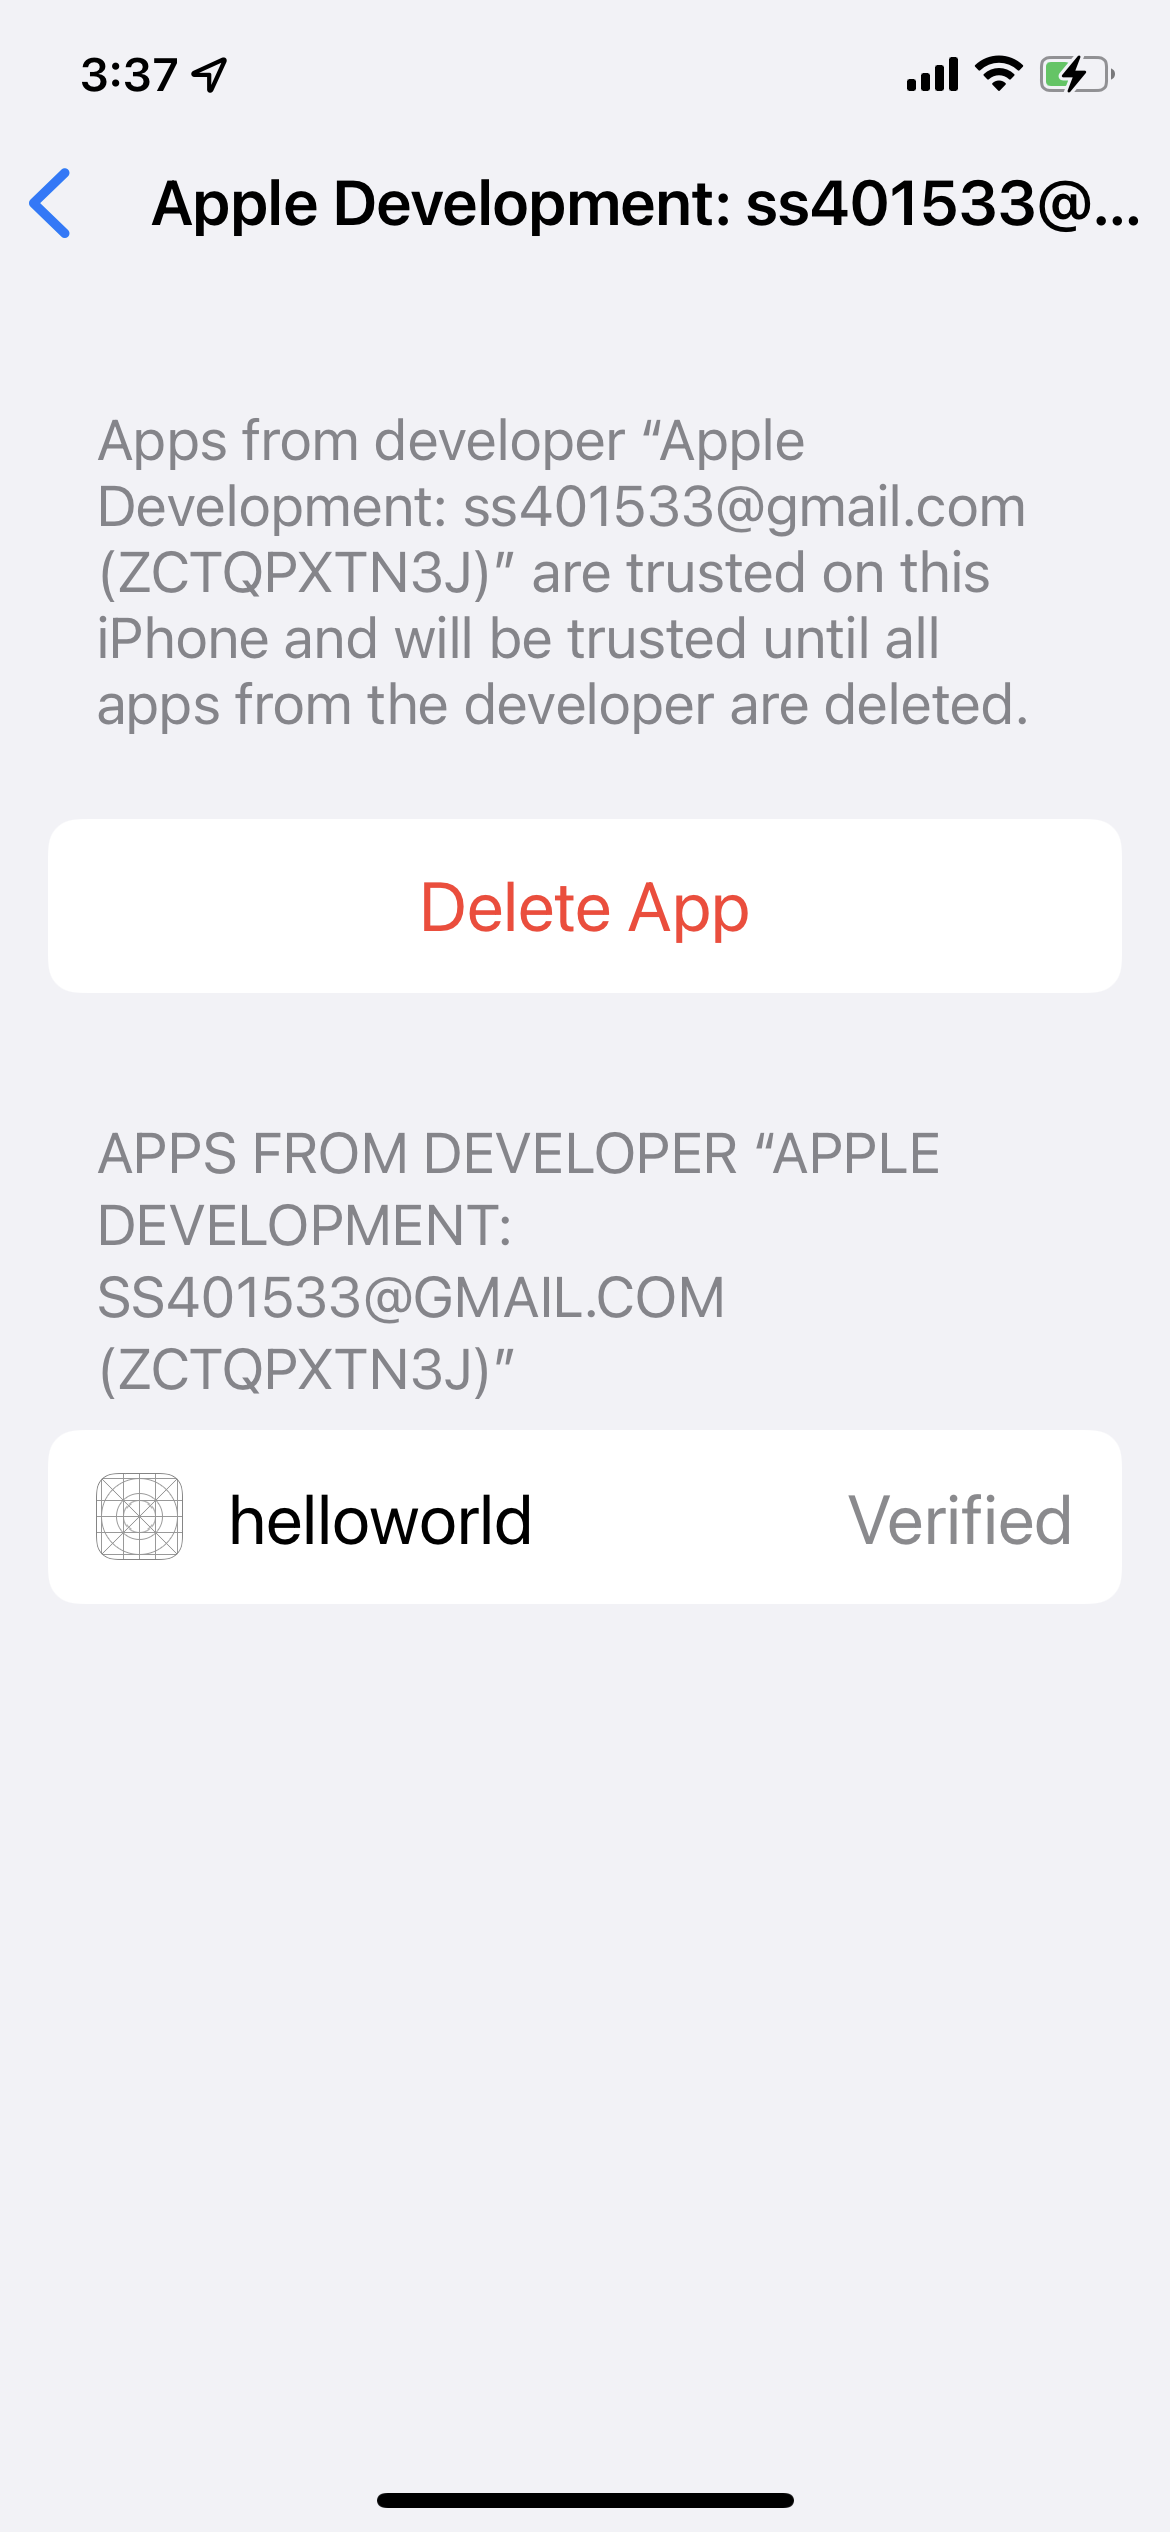 3:37
Apple Development: ss401533@...
Apps from developer “Apple
Development: ss401533@gmail.com
(ZCTQPXTN3J)” are trusted on this
iPhone and will be trusted until all
apps from the developer are deleted.
Delete App
APPS FROM DEVELOPER “APPLE
DEVELOPMENT:
SS401533@GMAIL.COM
(ZCTQPXTN3J)”
helloworld Verified